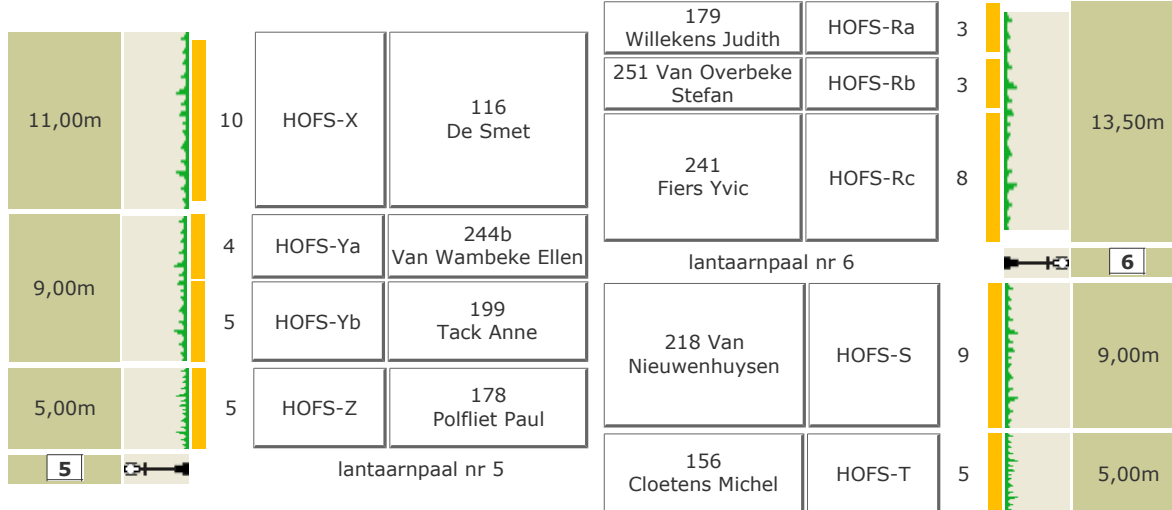 11,00m
10
HOFS-X
116
De Smet
9,00m
4
HOFS-Ya
244b
Van Wambeke Ellen
5
HOFS-Yb
199
Tack Anne
5,00m
5
HOFS-Z
178
Polfliet Paul
5
lantaarnpaal nr 5
179
Willekens Judith
HOFS-Ra
3
251 Van Overbeke
Stefan
HOFS-Rb
3
13,50m
241
Fiers Yvic
HOFS-Rc
8
lantaarnpaal nr 6
6
218 Van
Nieuwenhuysen
HOFS-S
9
9,00m
156
Cloetens Michel
HOFS-T
5
5,00m